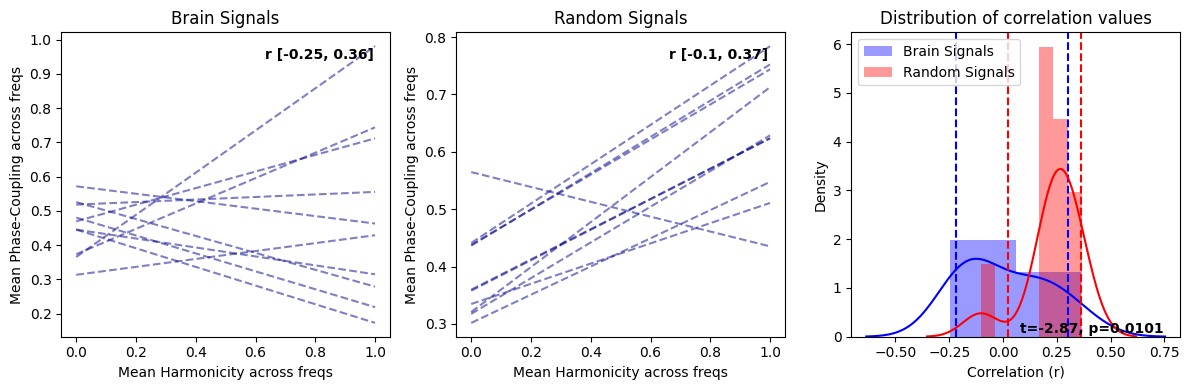 Brain Signals
r [-0.25, 0.36]
Mean Phase-Coupling across freqs
1.0
0.9
0.8
0.7
0.6
0.5
0.4
0.3
0.2
0.0 0.2 0.4 0.6 0.8 1.0
Mean Harmonicity across freqs
Random Signals
r [-0.1, 0.37]
Mean Phase-Coupling across freqs
0.8
0.7
0.6
0.5
0.4
0.3
0.0 0.2 0.4 0.6 0.8 1.0
Mean Harmonicity across freqs
Distribution of correlation values
Brain Signals
Random Signals
Density
6
5
4
3
2
1
0
t=-2.87, p=0.0101
−0.50 −0.25 0.00 0.25 0.50 0.75
Correlation (r)